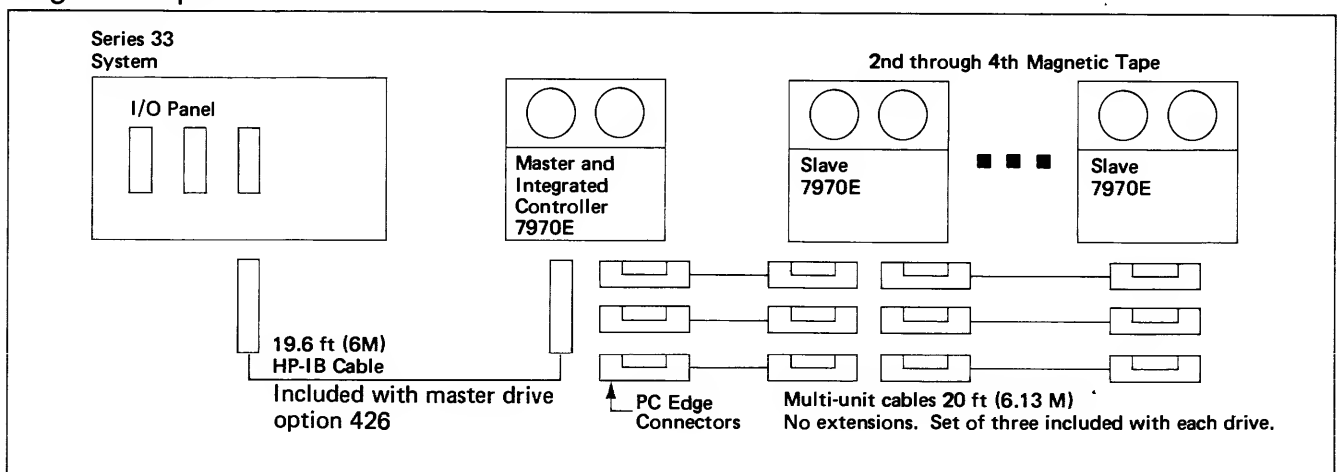 Series 33
System
I/O Panel
2nd through 4th Magnetic Tape
Master and
Integrated
Controller
7970E
Slave
7970E
Slave
7970E
19.6 ft (6M)
HP-IB Cable
Included with master drive
option 426
PC Edge
Connectors
Multi-unit cables 20 ft (6.13 M)
No extensions. Set of three included with each drive.